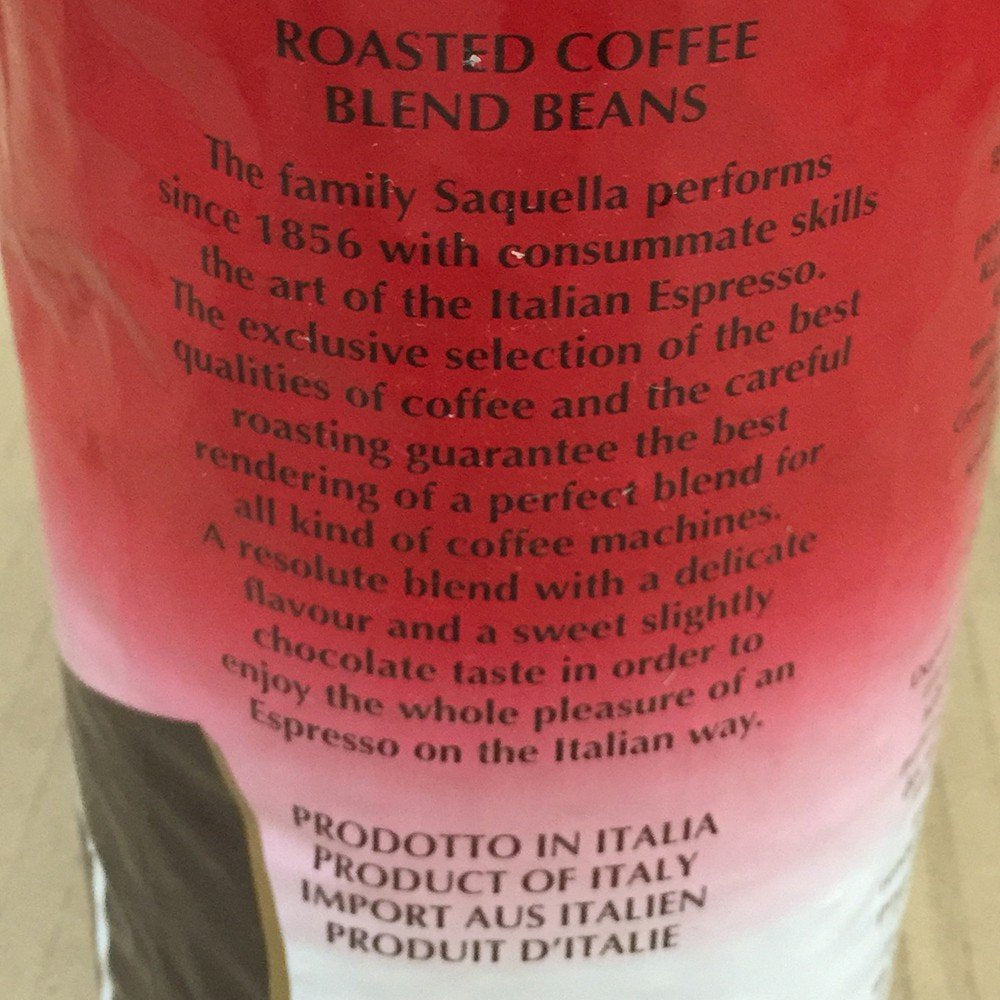 ROASTED COFFEE
BLEND BEANS
The family Saquella performs
since 1856 with consummate skills
the art of the Italian Espresso.
The exclusive selection of the best
qualities of coffee and the careful
roasting guarantee the best
rendering of a perfect blend for
all kind of coffee machines.
A resolute blend with a delicate
flavour and a sweet slightly
chocolate taste in order to
enjoy the whole pleasure of an
Espresso on the Italian way.
PRODOTTO IN ITALIA
PRODUCT OF ITALY
IMPORT AUS ITALIEN
PRODUIT D'ITALIE